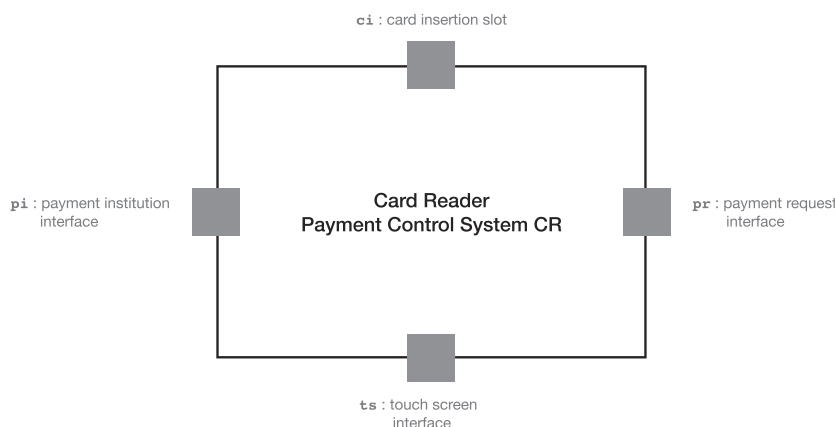 ci : card insertion slot
pi : payment institution
interface
Card Reader
Payment Control System CR
pr : payment request
interface
ts : touch screen
interface